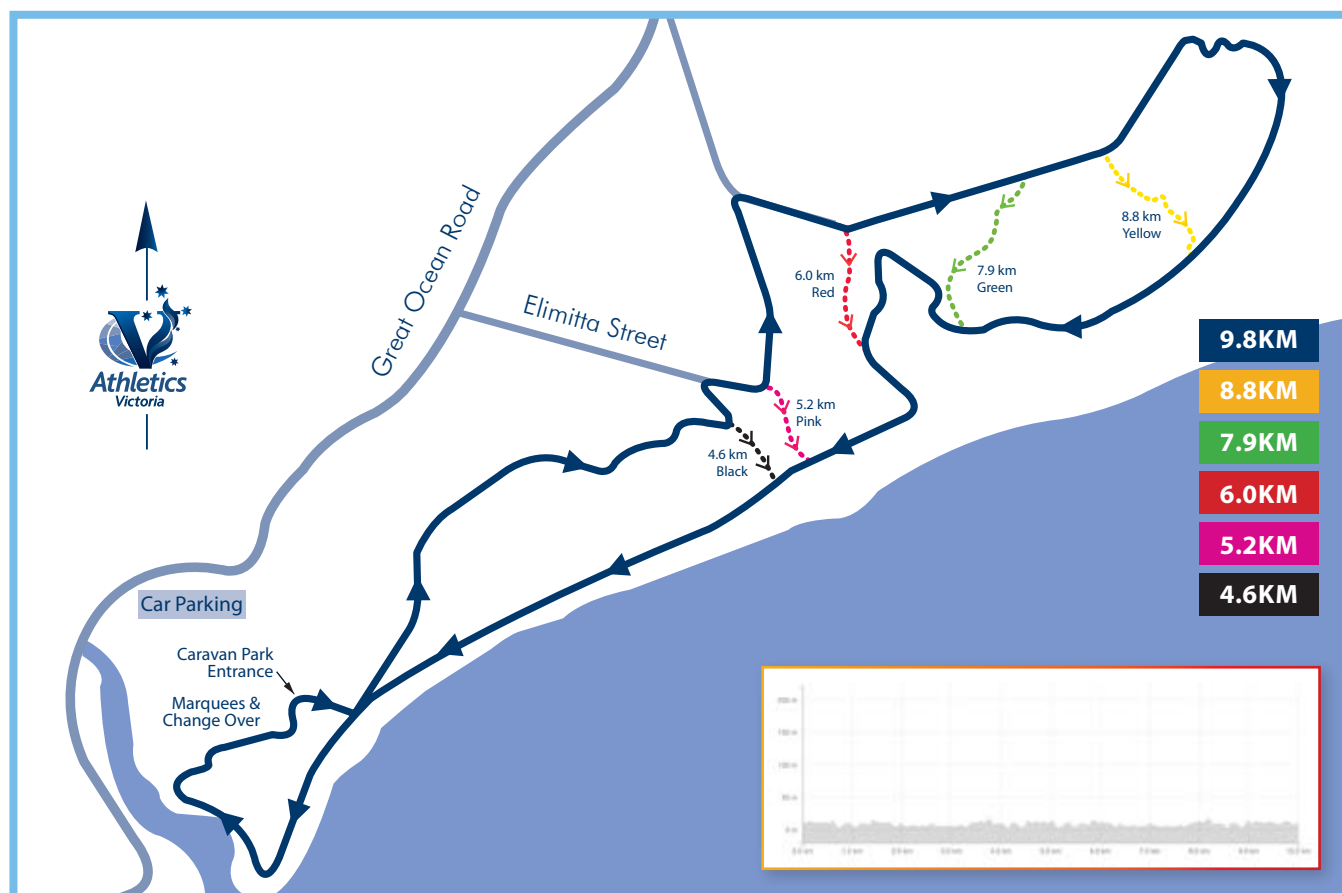 Great Ocean Road
Elimitta Street
8.8 km
Yellow
7.9 km
Green
6.0 km
Red
5.2 km
Pink
4.6 km
Black
Athletics
Victoria
9.8KM
8.8KM
7.9KM
6.0KM
5.2KM
4.6KM
Car Parking
Caravan Park
Entrance
Marquees &
Change Over